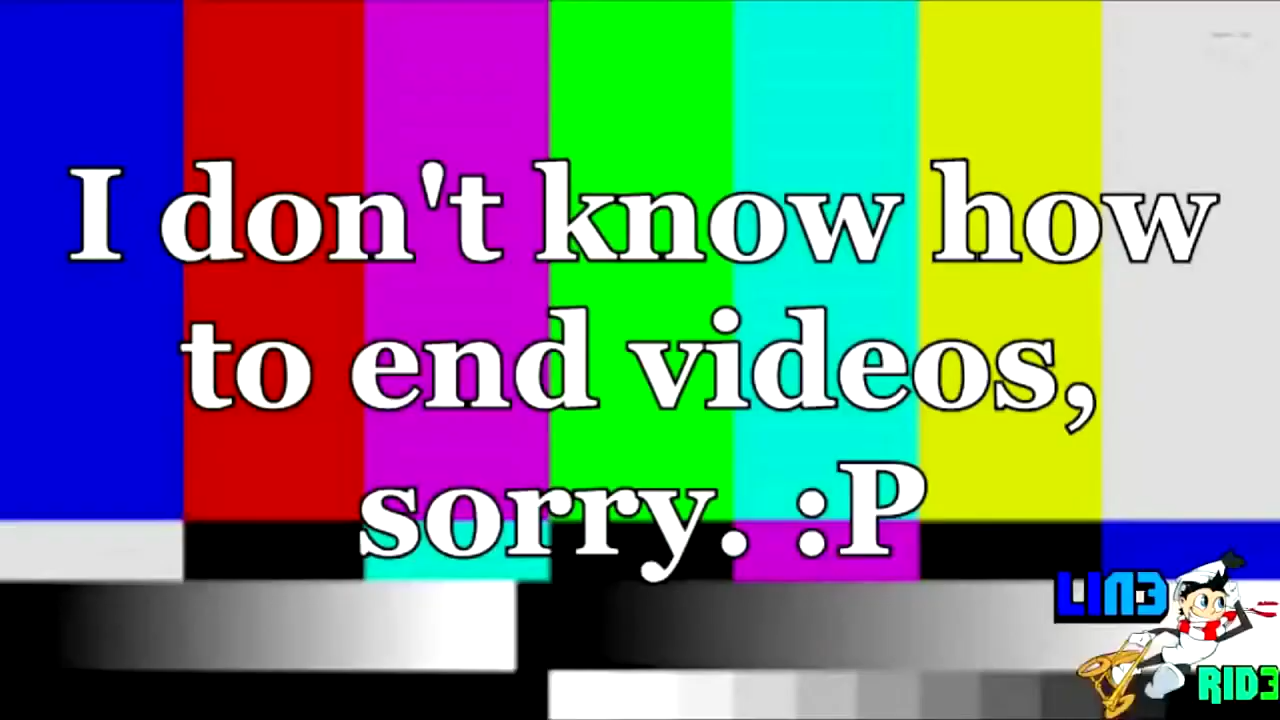 I don't know how
to end videos,
sorry. :P
LIN3
RID3